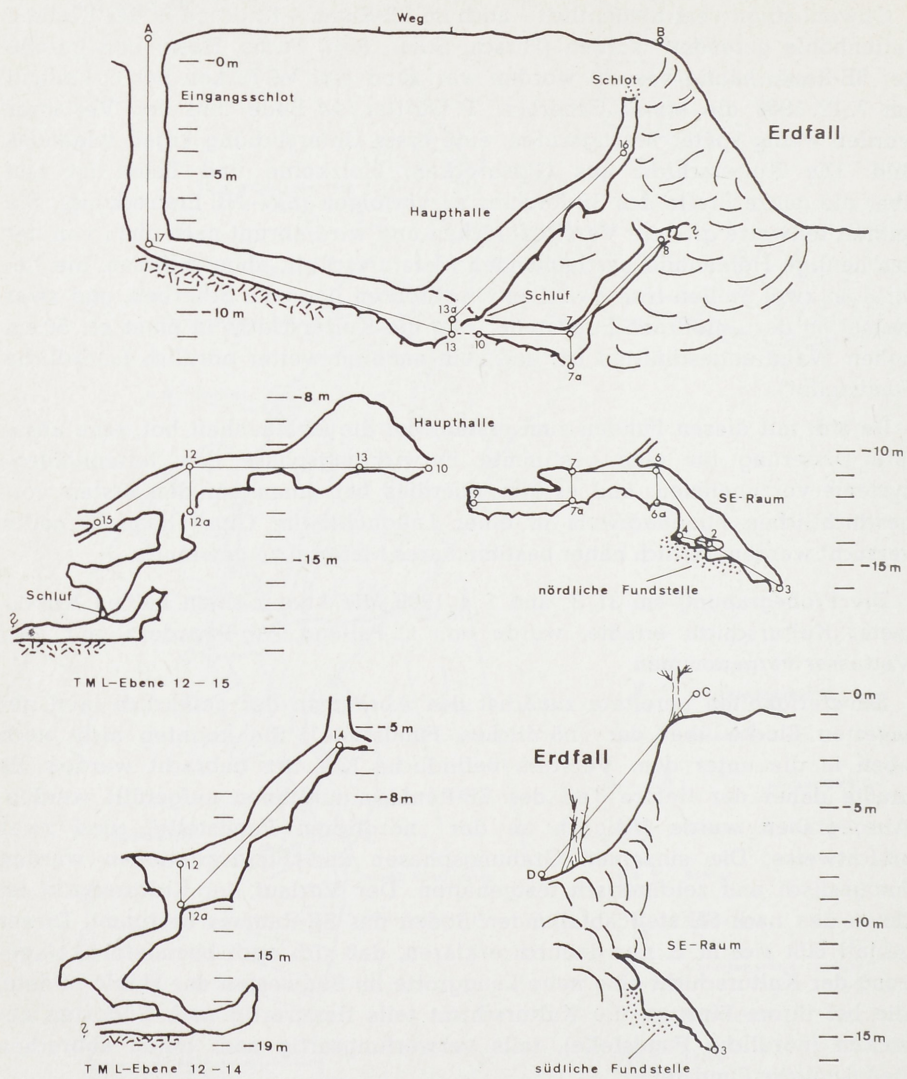 Weg
A
B
–0m
Schlot
Eingangsschlot
Erdfall
16
–5m
Haupthalle
17
8
Schluf
13a
–10m
7
13
10
7a
–8 m
Haupthalle
12
13
10
–10 m
7
6
15
12a
9
7a
6a
SE-Raum
4
2
–15m
–15m
3
Schluf
nördliche Fundstelle
TML-Ebene 12–15
C
–0m
–5m
14
Erdfall
–8m
–5m
12
D
12a
–10m
SE-Raum
–15m
–15m
–19m
3
TML-Ebene 12–14
südliche Fundstelle